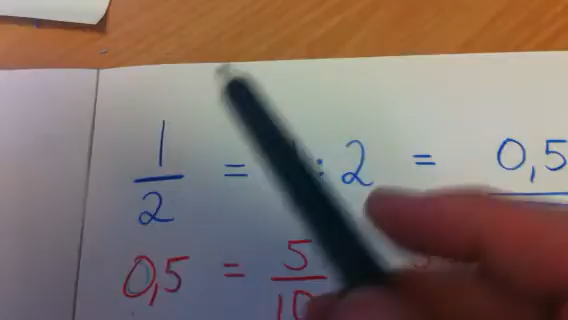 1/2 = : 2 = 0,5
0,5 = 5/10